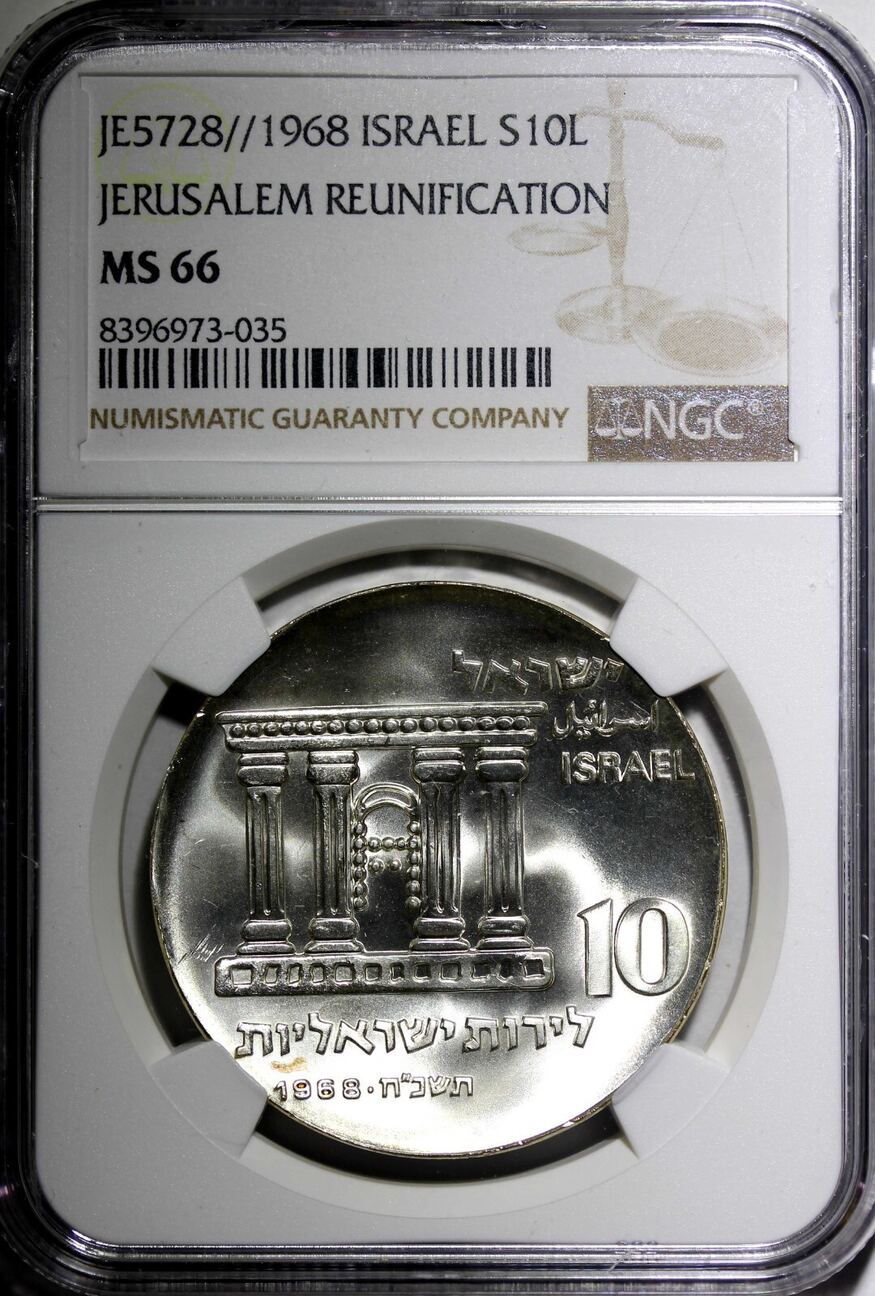 JE5728//1968 ISRAEL S10L
JERUSALEM REUNIFICATION
MS 66
8396973-035
NUMISMATIC GUARANTY COMPANY
NGC®
ישראל
اسرائيل
ISRAEL
10
לירות ישראליות
תשכ"ח · 1968